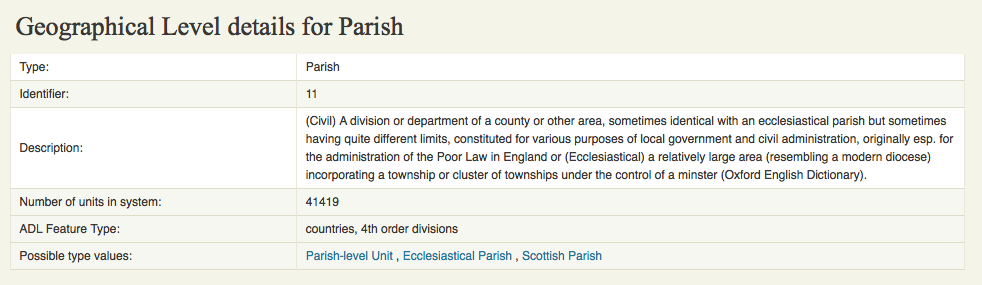 Geographical Level details for Parish
Type: Parish
Identifier: 11
Description: (Civil) A division or department of a county or other area, sometimes identical with an ecclesiastical parish but sometimes
having quite different limits, constituted for various purposes of local government and civil administration, originally esp. for
the administration of the Poor Law in England or (Ecclesiastical) a relatively large area (resembling a modern diocese)
incorporating a township or cluster of townships under the control of a minster (Oxford English Dictionary).
Number of units in system: 41419
ADL Feature Type: countries, 4th order divisions
Possible type values: Parish-level Unit , Ecclesiastical Parish , Scottish Parish